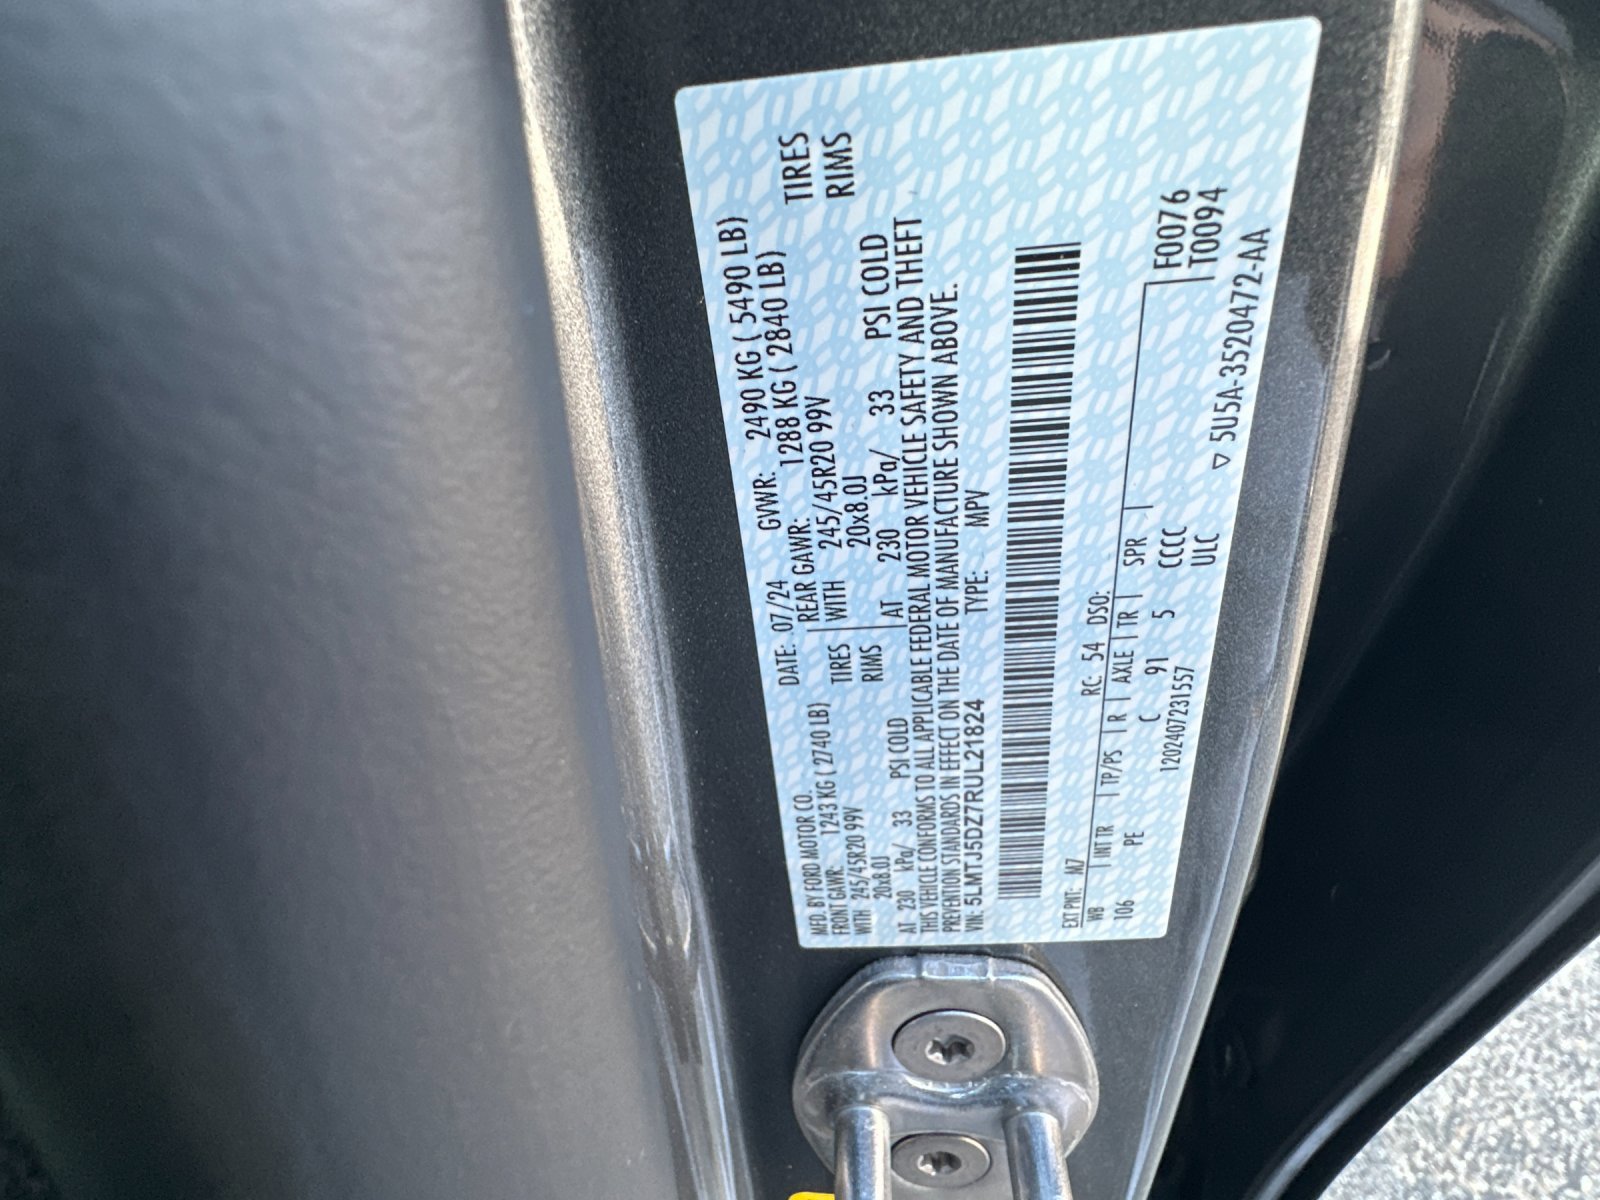 MFD. BY FORD MOTOR CO. DATE: 07/24 GVWR: 2490 KG ( 5490 LB)
FRONT GAWR: 1243 KG ( 2740 LB) REAR GAWR: 1288 KG ( 2840 LB)
WITH 245/45R20 99V TIRES WITH 245/45R20 99V TIRES
20x8.0J RIMS 20x8.0J RIMS
AT 230 kPa/ 33 PSI COLD AT 230 kPa/ 33 PSI COLD
THIS VEHICLE CONFORMS TO ALL APPLICABLE FEDERAL MOTOR VEHICLE SAFETY AND THEFT
PREVENTION STANDARDS IN EFFECT ON THE DATE OF MANUFACTURE SHOWN ABOVE.
VIN: 5LMTJ5DZ7RUL21824 TYPE: MPV
EXT PNT: M7 RC: 54 DSO:
WB INT TR TP/PS R AXLE TR SPR F0076
106 PE C 91 5 CCCC T0094
1202407231557 ULC
▽ 5U5A-3520472-AA